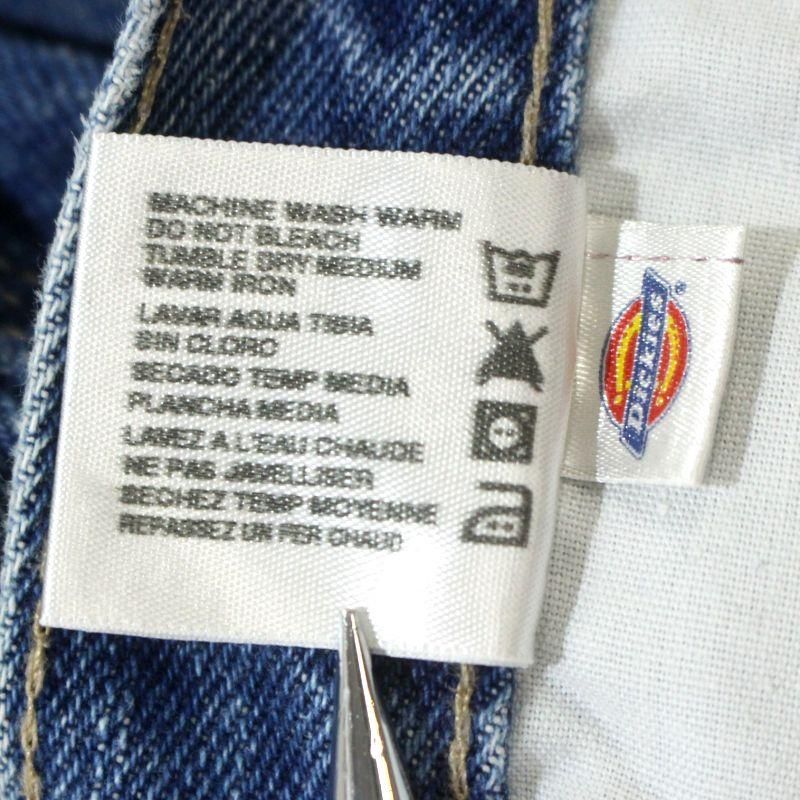 MACHINE WASH WARM
DO NOT BLEACH
TUMBLE DRY MEDIUM
WARM IRON
LAVAR AGUA TIBIA
SIN CLORO
SECADO TEMP MEDIA
PLANCHA MEDIA
LAVEZ A L'EAU CHAUDE
NE PAS JAVELLISER
SECHEZ TEMP MOYENNE
REPASSEZ UN FER CHAUD
Dickies®